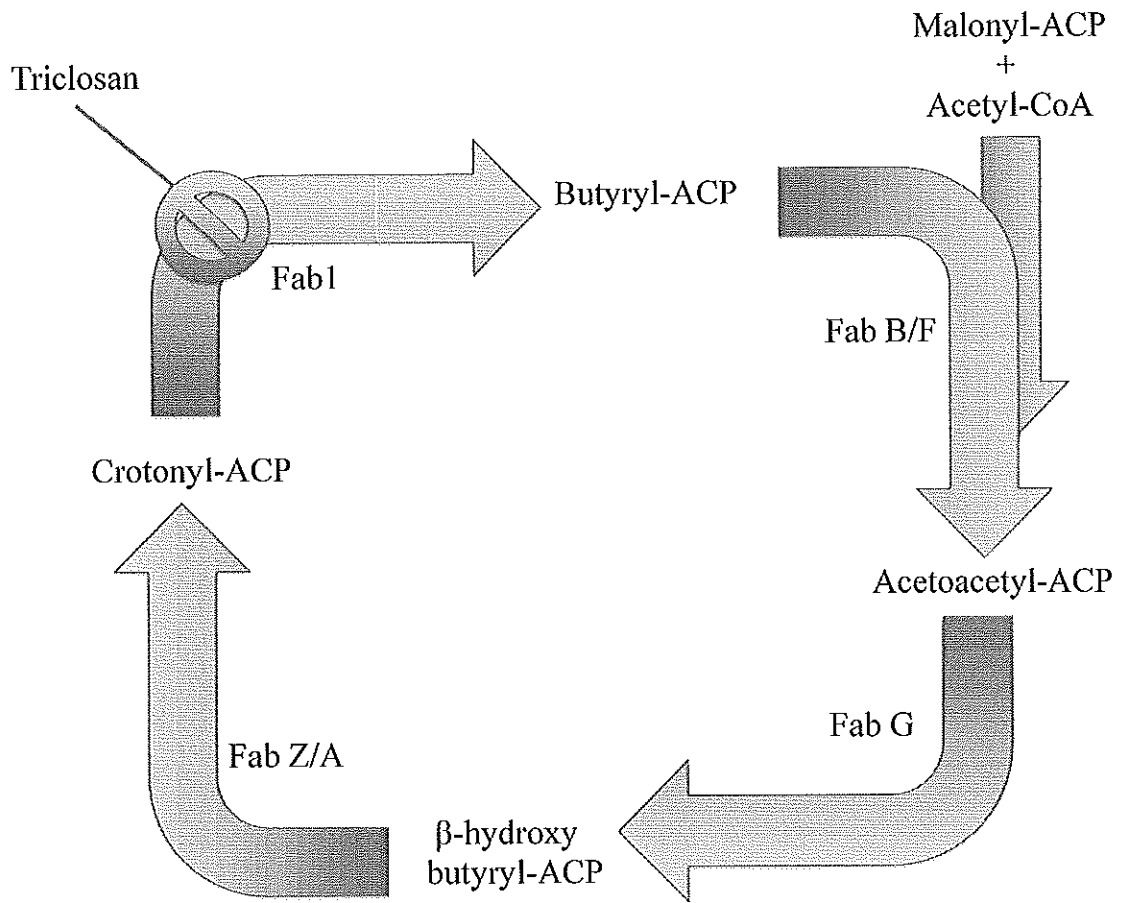 Malonyl-ACP
+
Acetyl-CoA
Triclosan
Butyryl-ACP
Fab1
Fab B/F
Crotonyl-ACP
Acetoacetyl-ACP
Fab G
Fab Z/A
β-hydroxy
butyryl-ACP